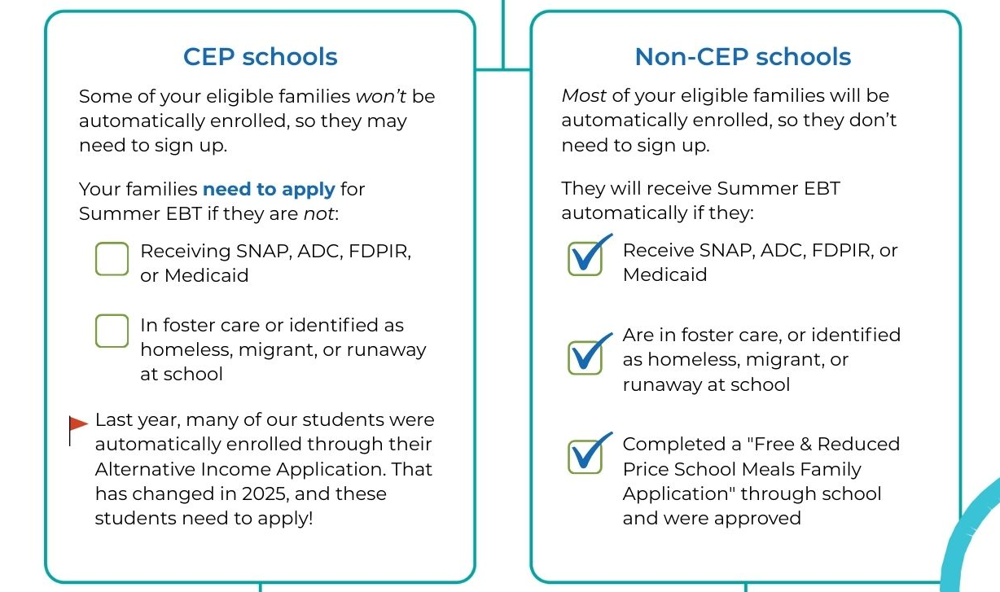 CEP schools
Some of your eligible families won't be
automatically enrolled, so they may
need to sign up.
Your families need to apply for
Summer EBT if they are not:
Receiving SNAP, ADC, FDPIR,
or Medicaid
In foster care or identified as
homeless, migrant, or runaway
at school
Last year, many of our students were
automatically enrolled through their
Alternative Income Application. That
has changed in 2025, and these
students need to apply!
Non-CEP schools
Most of your eligible families will be
automatically enrolled, so they don't
need to sign up.
They will receive Summer EBT
automatically if they:
Receive SNAP, ADC, FDPIR, or
Medicaid
Are in foster care, or identified
as homeless, migrant, or
runaway at school
Completed a "Free & Reduced
Price School Meals Family
Application" through school
and were approved